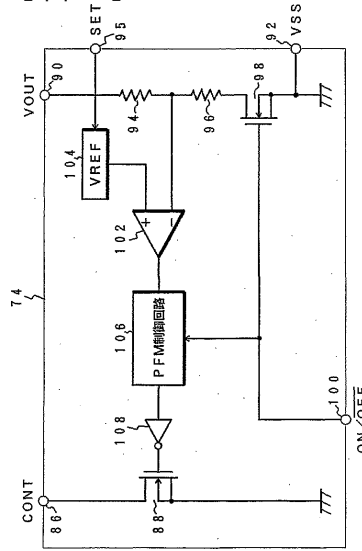 74
CONT
86
88
108
106
PFM制御回路
102
+
-
104
VREF
VOUT
90
SET
95
94
96
98
92
VSS
100
ON/OFF